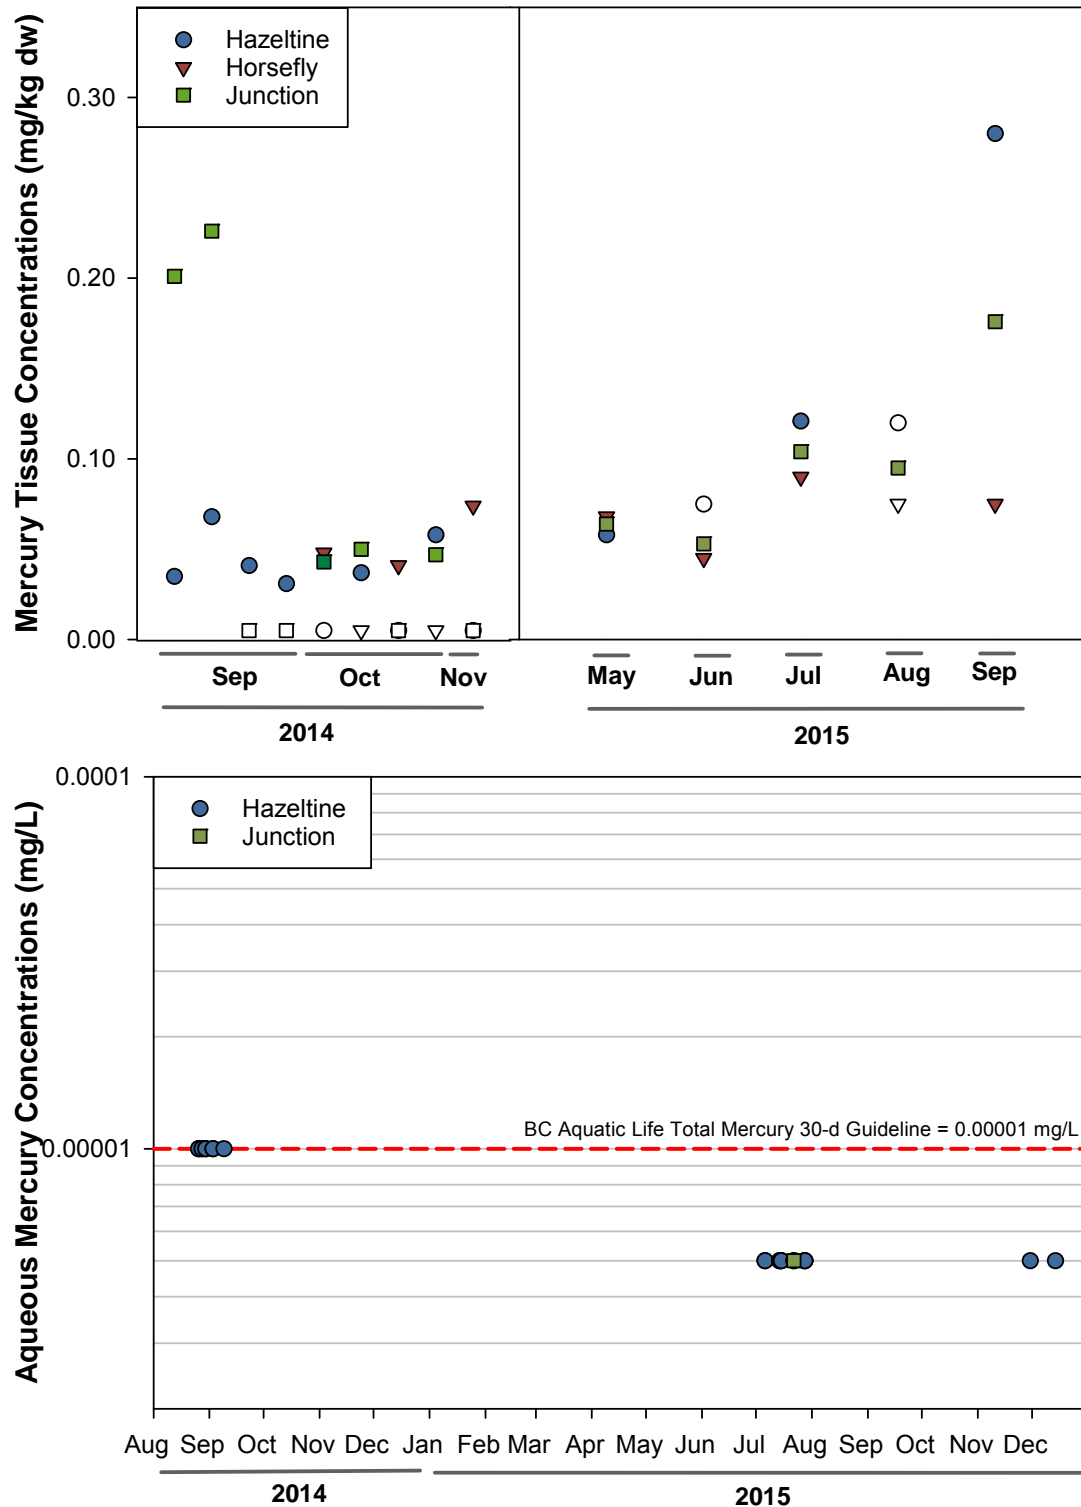 Mercury Tissue Concentrations (mg/kg dw)
Hazeltine
Horsefly
Junction
0.30
0.20
0.10
0.00
Sep Oct Nov May Jun Jul Aug Sep
2014 2015
Aqueous Mercury Concentrations (mg/L)
0.0001
Hazeltine
Junction
BC Aquatic Life Total Mercury 30-d Guideline = 0.00001 mg/L
0.00001
Aug Sep Oct Nov Dec Jan Feb Mar Apr May Jun Jul Aug Sep Oct Nov Dec
2014 2015